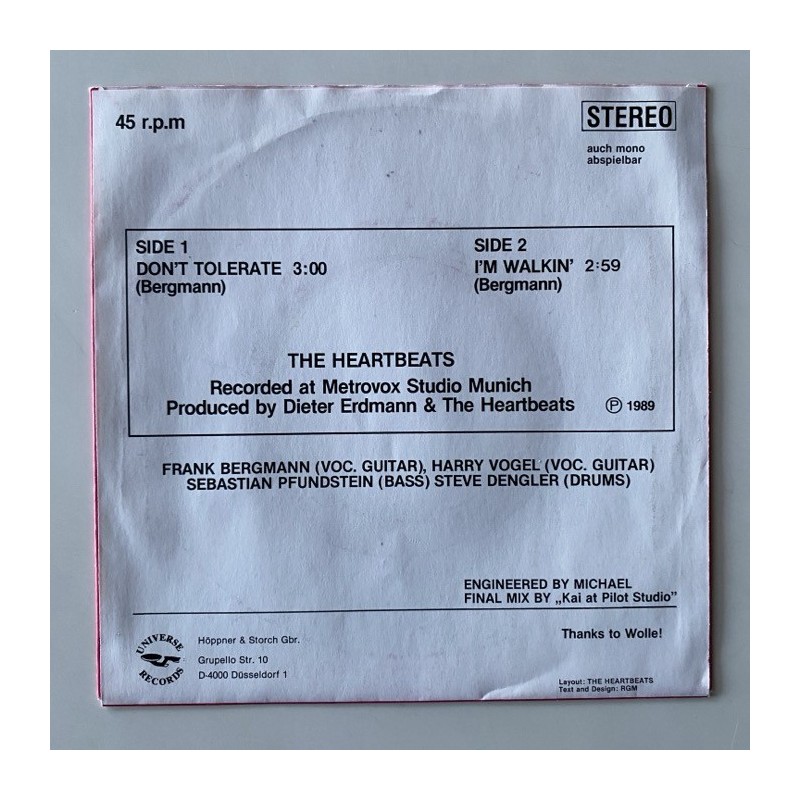 45 r.p.m
STEREO
auch mono
abspielbar
SIDE 1
DON'T TOLERATE 3:00
(Bergmann)
SIDE 2
I'M WALKIN' 2:59
(Bergmann)
THE HEARTBEATS
Recorded at Metrovox Studio Munich
Produced by Dieter Erdmann & The Heartbeats ℗ 1989
FRANK BERGMANN (VOC. GUITAR), HARRY VOGEL (VOC. GUITAR)
SEBASTIAN PFUNDSTEIN (BASS) STEVE DENGLER (DRUMS)
ENGINEERED BY MICHAEL
FINAL MIX BY „Kai at Pilot Studio”
UNIVERSE
RECORDS
Höppner & Storch Gbr.
Grupello Str. 10
D-4000 Düsseldorf 1
Thanks to Wolle!
Layout: THE HEARTBEATS
Text and Design: RGM